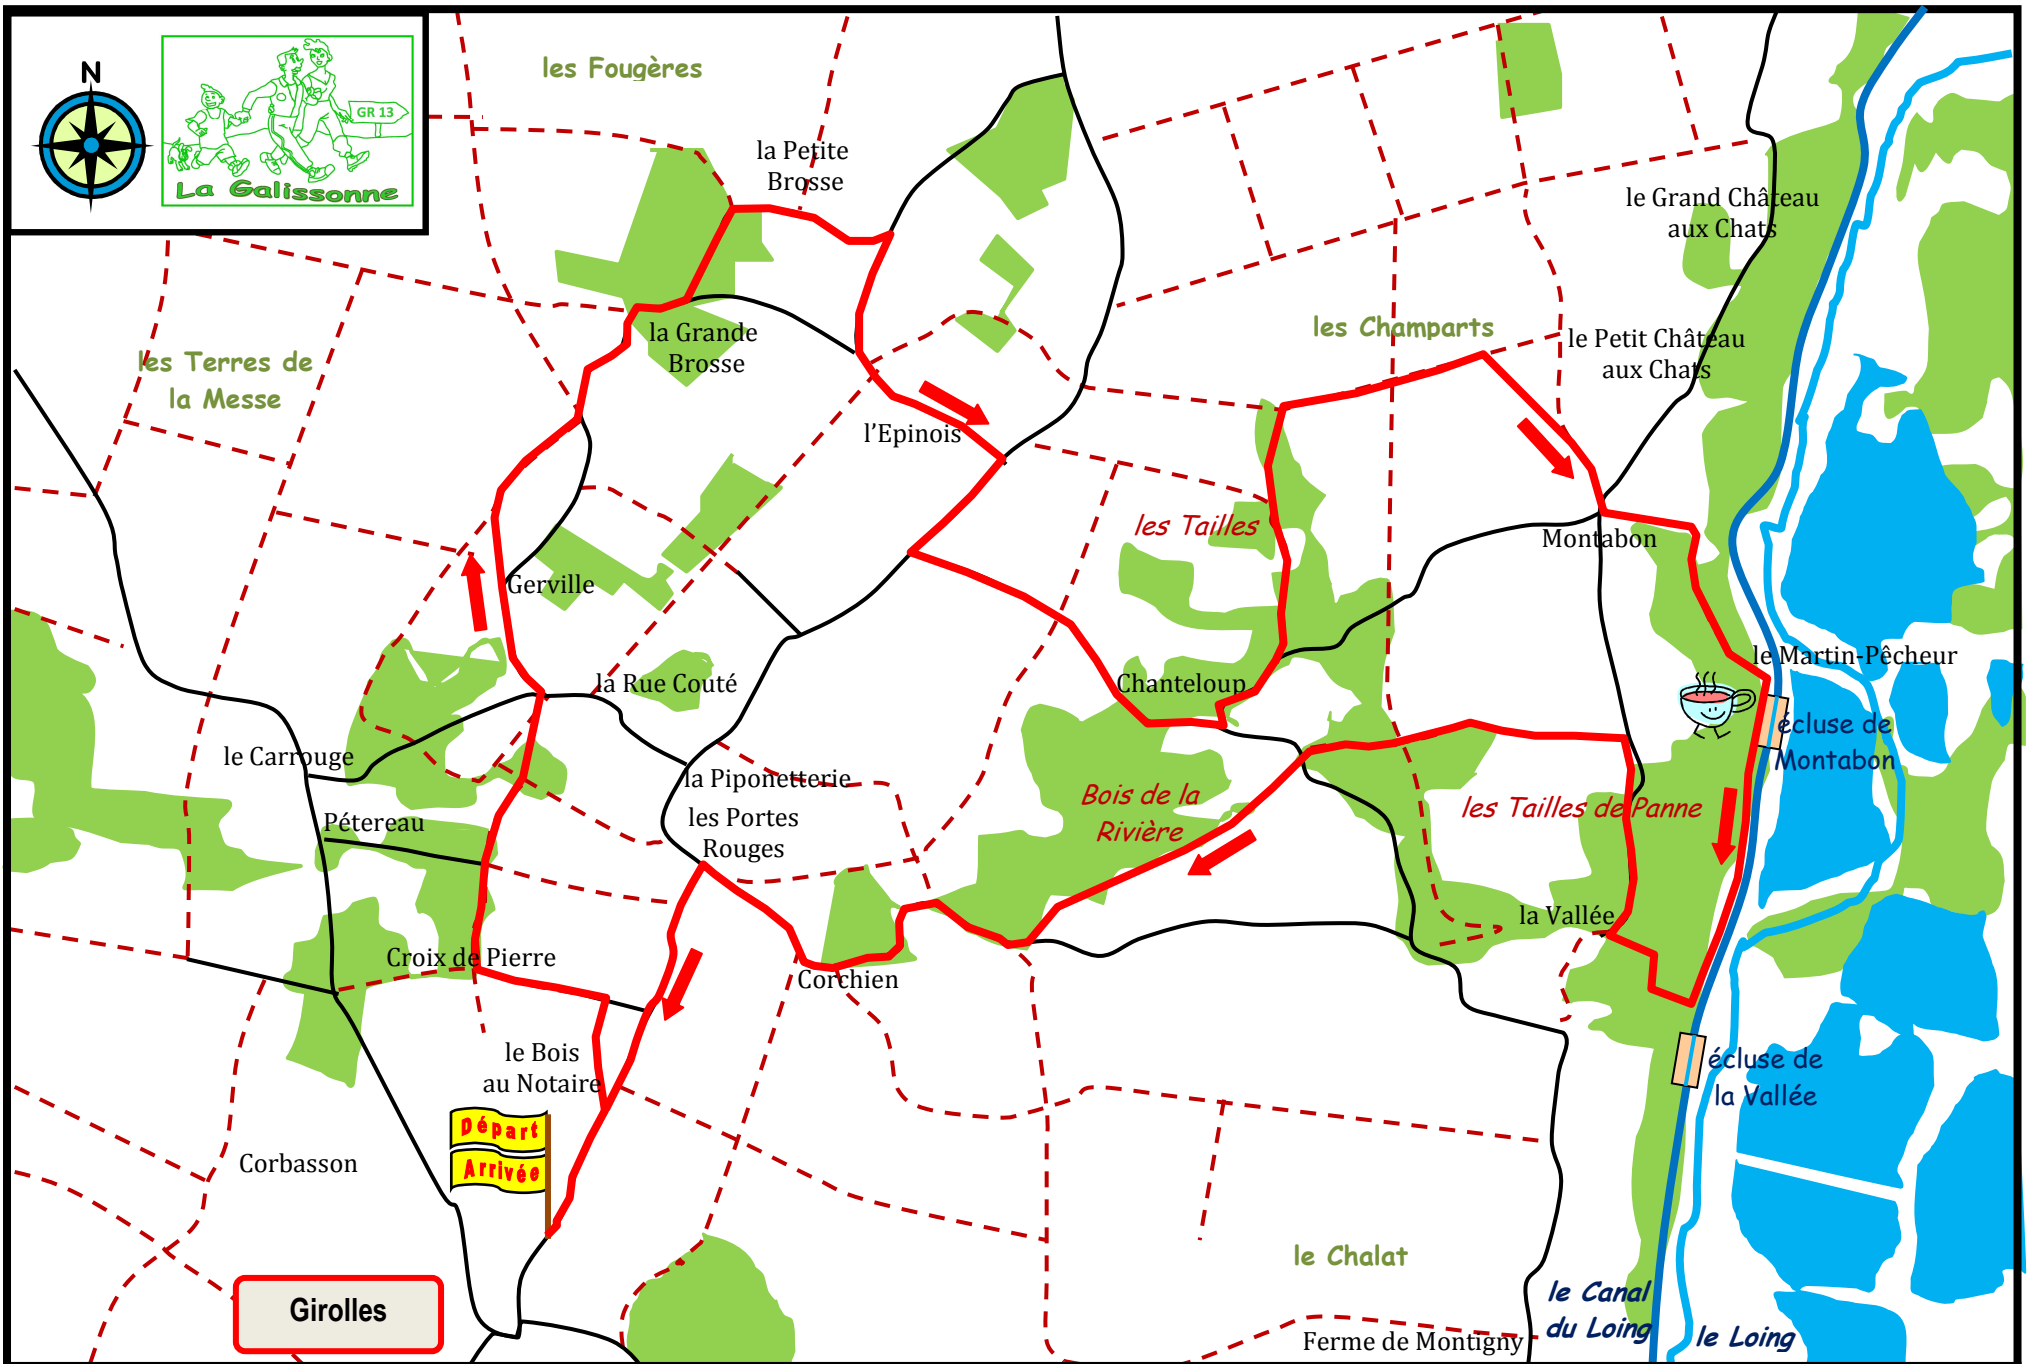 N
GR 13
La Galissonne
les Fougères
la Petite
Brosse
le Grand Château
aux Chats
les Terres de
la Messe
la Grande
Brosse
les Champarts
le Petit Château
aux Chats
l'Epinois
les Tailles
Montabon
Gerville
le Martin-Pêcheur
la Rue Couté
Chanteloup
le Carrouge
écluse de
Montabon
la Piponetterie
les Portes
Rouges
Pétereau
Bois de la
Rivière
les Tailles de Panne
la Vallée
Croix de Pierre
Corchien
le Bois
au Notaire
écluse de
la Vallée
Départ
Arrivée
Corbasson
le Chalat
Girolles
le Canal
du Loing
le Loing
Ferme de Montigny